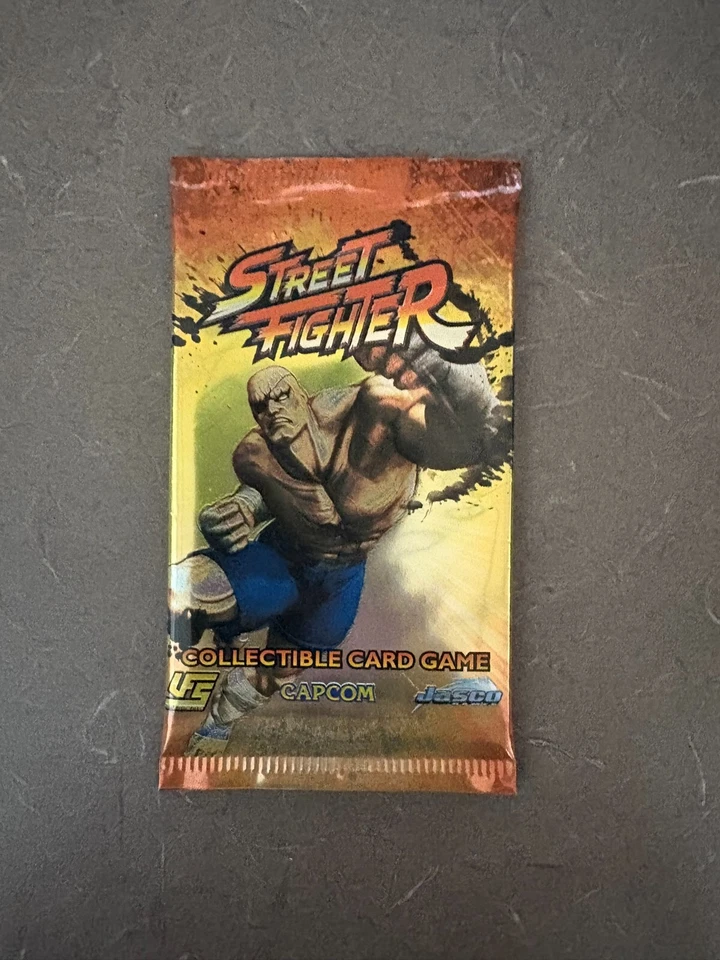 STREET
FIGHTER
COLLECTIBLE CARD GAME
UFS
CAPCOM
Jasco